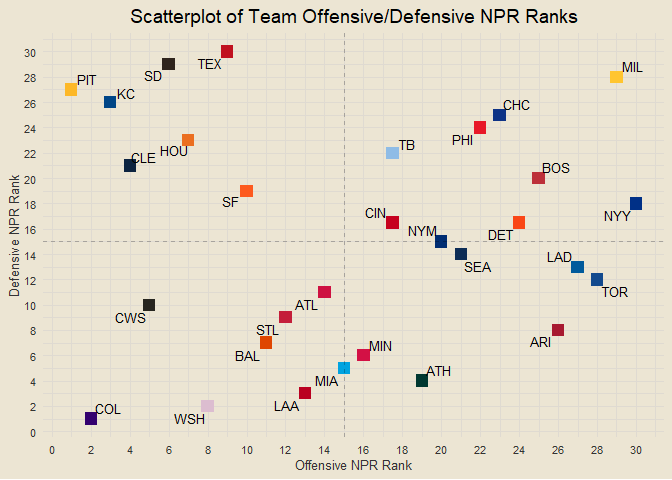 Scatterplot of Team Offensive/Defensive NPR Ranks
30
TEX
SD
MIL
28
PIT
KC
26
CHC
24
PHI
HOU
TB
22
CLE
BOS
20
SF
18
CIN
NYY
16
NYM
DET
14
SEA
LAD
12
TOR
ATL
10
CWS
STL
8
ARI
BAL
MIN
6
MIA
ATH
4
LAA
COL
WSH
2
0
Defensive NPR Rank
0 2 4 6 8 10 12 14 16 18 20 22 24 26 28 30
Offensive NPR Rank